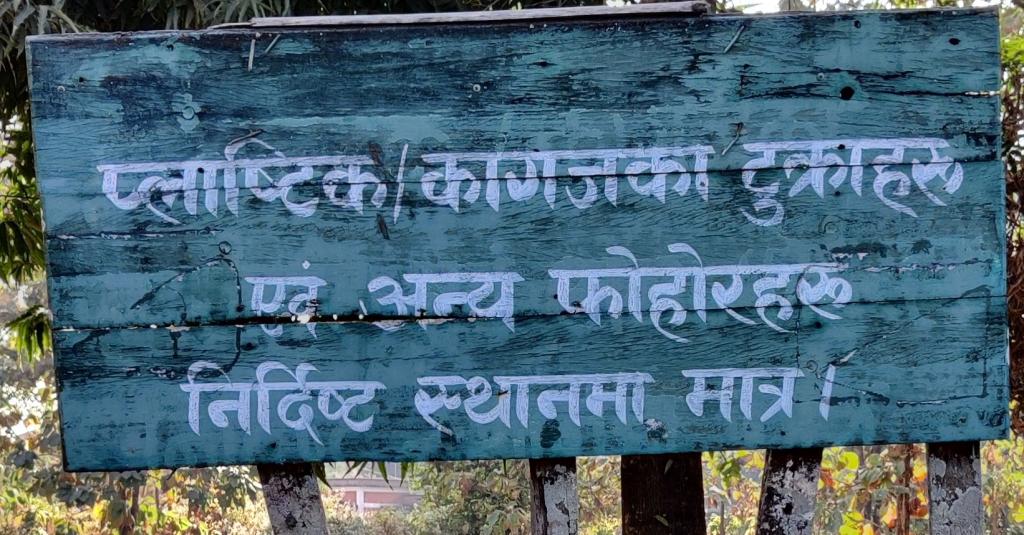 प्लाष्टिक/कागजका टुक्राहरू
एवं अन्य फोहोरहरू
निर्दिष्ट स्थानमा मात्र।